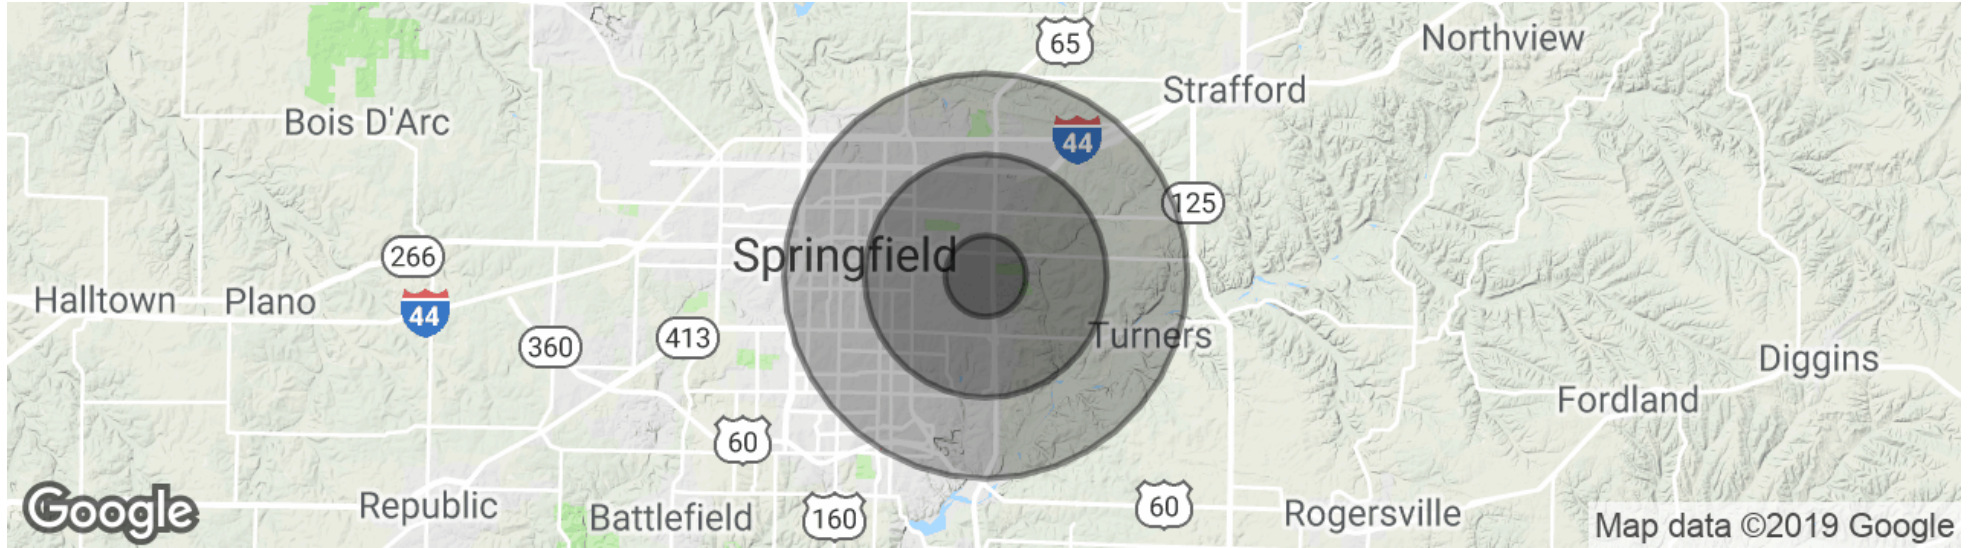 65
Northview
Strafford
Bois D'Arc
44
125
266
Springfield
Halltown
Plano
44
360
413
Turners
Diggins
Fordland
60
Republic
Battlefield
160
60
Rogersville
Google
Map data ©2019 Google